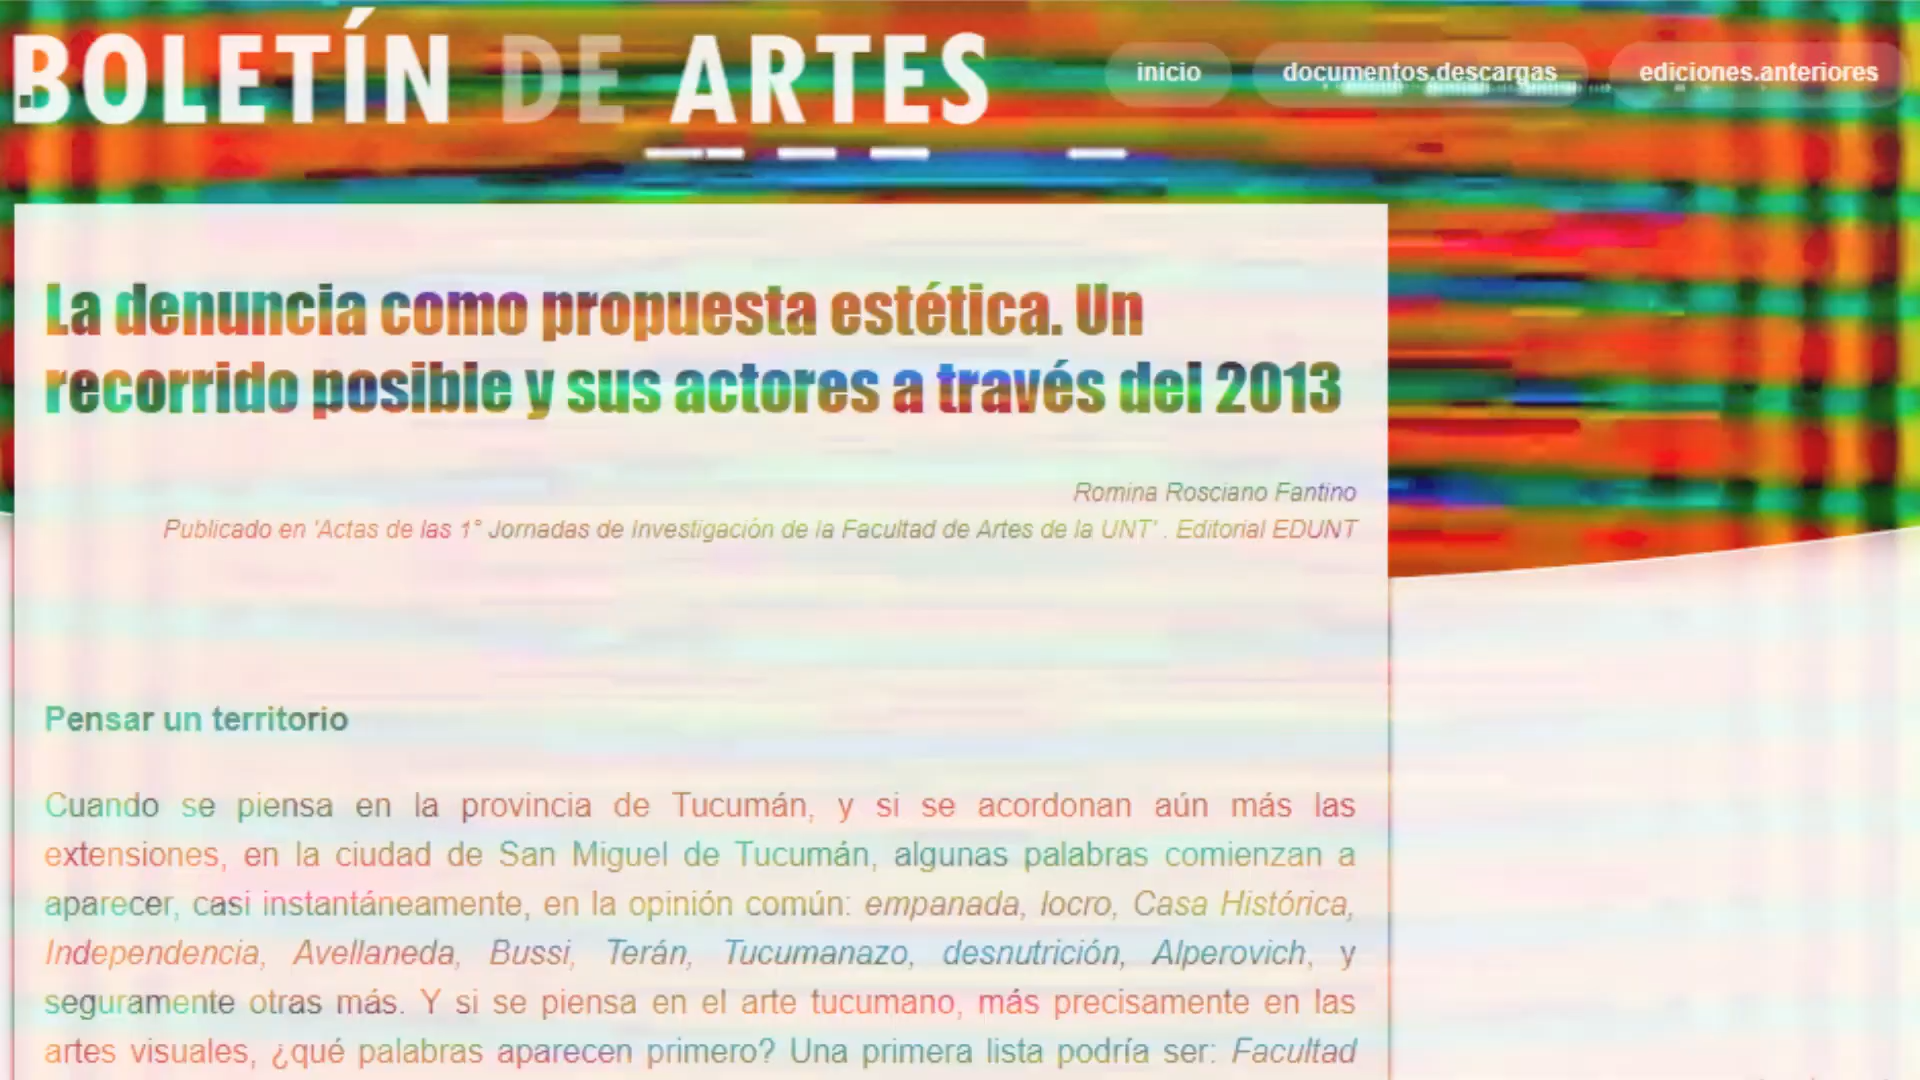 BOLETÍN DE ARTES
inicio documentos.descargas ediciones.anteriores
La denuncia como propuesta estética. Un
recorrido posible y sus actores a través del 2013
Romina Rosciano Fantino
Publicado en 'Actas de las 1° Jornadas de Investigación de la Facultad de Artes de la UNT' . Editorial EDUNT
Pensar un territorio
Cuando se piensa en la provincia de Tucumán, y si se acordonan aún más las
extensiones, en la ciudad de San Miguel de Tucumán, algunas palabras comienzan a
aparecer, casi instantáneamente, en la opinión común: empanada, locro, Casa Histórica,
Independencia, Avellaneda, Bussi, Terán, Tucumanazo, desnutrición, Alperovich, y
seguramente otras más. Y si se piensa en el arte tucumano, más precisamente en las
artes visuales, ¿qué palabras aparecen primero? Una primera lista podría ser: Facultad